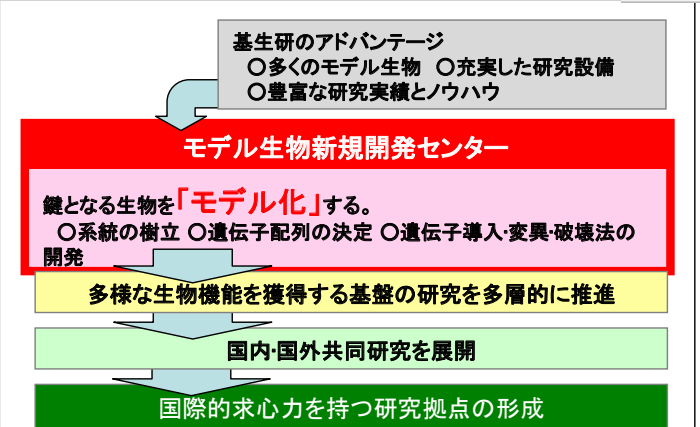 基生研のアドバンテージ
〇多くのモデル生物 〇充実した研究設備
〇豊富な研究実績とノウハウ
モデル生物新規開発センター
鍵となる生物を「モデル化」する。
〇系統の樹立 〇遺伝子配列の決定 〇遺伝子導入・変異・破壊法の
開発
多様な生物機能を獲得する基盤の研究を多層的に推進
国内・国外共同研究を展開
国際的求心力を持つ研究拠点の形成